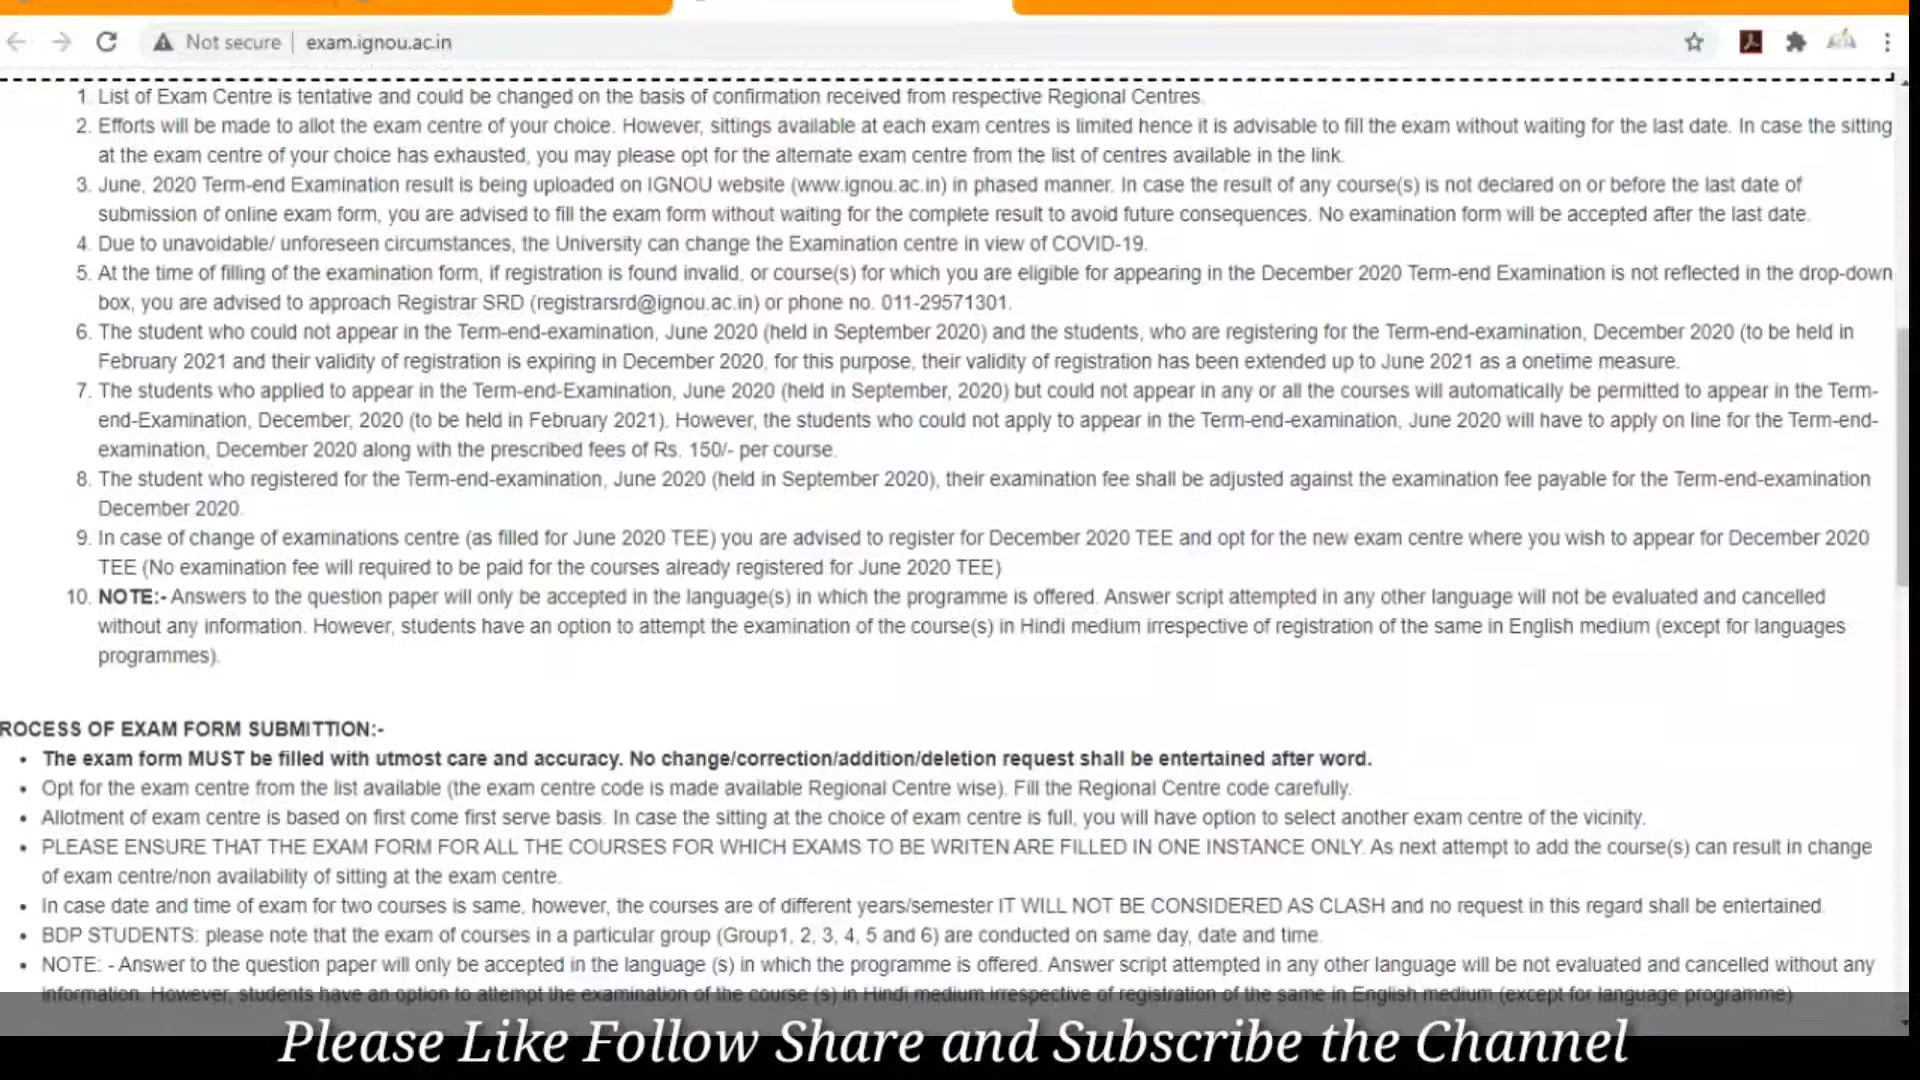 Not secure | exam.ignou.ac.in
1. List of Exam Centre is tentative and could be changed on the basis of confirmation received from respective Regional Centres.
2. Efforts will be made to allot the exam centre of your choice. However, sittings available at each exam centres is limited hence it is advisable to fill the exam without waiting for the last date. In case the sitting
at the exam centre of your choice has exhausted, you may please opt for the alternate exam centre from the list of centres available in the link.
3. June, 2020 Term-end Examination result is being uploaded on IGNOU website (www.ignou.ac.in) in phased manner. In case the result of any course(s) is not declared on or before the last date of
submission of online exam form, you are advised to fill the exam form without waiting for the complete result to avoid future consequences. No examination form will be accepted after the last date.
4. Due to unavoidable/ unforeseen circumstances, the University can change the Examination centre in view of COVID-19.
5. At the time of filling of the examination form, if registration is found invalid, or course(s) for which you are eligible for appearing in the December 2020 Term-end Examination is not reflected in the drop-down
box, you are advised to approach Registrar SRD (registrarsrd@ignou.ac.in) or phone no. 011-29571301.
6. The student who could not appear in the Term-end-examination, June 2020 (held in September 2020) and the students, who are registering for the Term-end-examination, December 2020 (to be held in
February 2021 and their validity of registration is expiring in December 2020, for this purpose, their validity of registration has been extended up to June 2021 as a onetime measure.
7. The students who applied to appear in the Term-end-Examination, June 2020 (held in September, 2020) but could not appear in any or all the courses will automatically be permitted to appear in the Term-
end-Examination, December, 2020 (to be held in February 2021). However, the students who could not apply to appear in the Term-end-examination, June 2020 will have to apply on line for the Term-end-
examination, December 2020 along with the prescribed fees of Rs. 150/- per course.
8. The student who registered for the Term-end-examination, June 2020 (held in September 2020), their examination fee shall be adjusted against the examination fee payable for the Term-end-examination
December 2020.
9. In case of change of examinations centre (as filled for June 2020 TEE) you are advised to register for December 2020 TEE and opt for the new exam centre where you wish to appear for December 2020
TEE (No examination fee will required to be paid for the courses already registered for June 2020 TEE)
10. NOTE:- Answers to the question paper will only be accepted in the language(s) in which the programme is offered. Answer script attempted in any other language will not be evaluated and cancelled
without any information. However, students have an option to attempt the examination of the course(s) in Hindi medium irrespective of registration of the same in English medium (except for languages
programmes).
ROCESS OF EXAM FORM SUBMITTION:-
• The exam form MUST be filled with utmost care and accuracy. No change/correction/addition/deletion request shall be entertained after word.
• Opt for the exam centre from the list available (the exam centre code is made available Regional Centre wise). Fill the Regional Centre code carefully.
• Allotment of exam centre is based on first come first serve basis. In case the sitting at the choice of exam centre is full, you will have option to select another exam centre of the vicinity.
• PLEASE ENSURE THAT THE EXAM FORM FOR ALL THE COURSES FOR WHICH EXAMS TO BE WRITEN ARE FILLED IN ONE INSTANCE ONLY. As next attempt to add the course(s) can result in change
of exam centre/non availability of sitting at the exam centre.
• In case date and time of exam for two courses is same, however, the courses are of different years/semester IT WILL NOT BE CONSIDERED AS CLASH and no request in this regard shall be entertained.
• BDP STUDENTS: please note that the exam of courses in a particular group (Group1, 2, 3, 4, 5 and 6) are conducted on same day, date and time.
• NOTE: - Answer to the question paper will only be accepted in the language (s) in which the programme is offered. Answer script attempted in any other language will be not evaluated and cancelled without any
information. However, students have an option to attempt the examination of the course (s) in Hindi medium irrespective of registration of the same in English medium (except for language programme)
Please Like Follow Share and Subscribe the Channel